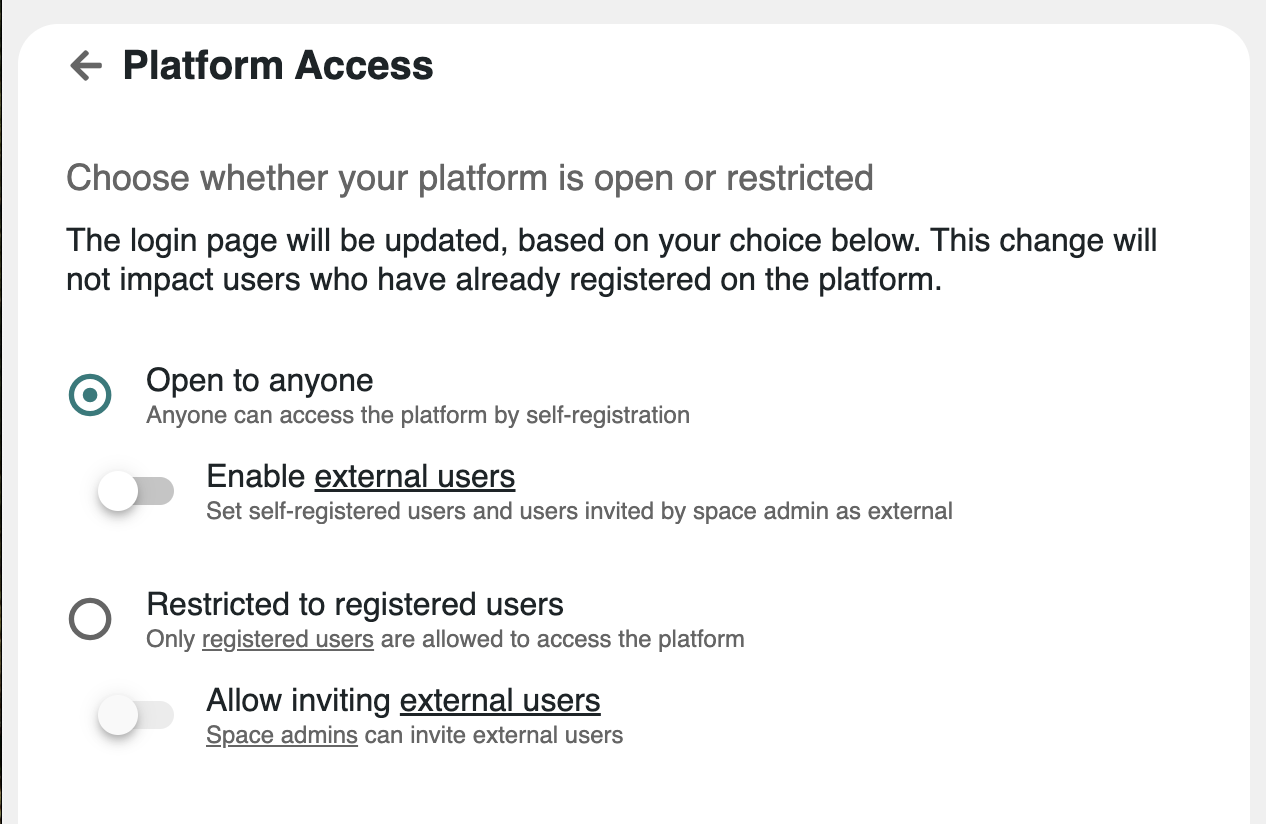 Platform Access
Choose whether your platform is open or restricted
The login page will be updated, based on your choice below. This change will
not impact users who have already registered on the platform.
Open to anyone
Anyone can access the platform by self-registration
Enable external users
Set self-registered users and users invited by space admin as external
Restricted to registered users
Only registered users are allowed to access the platform
Allow inviting external users
Space admins can invite external users